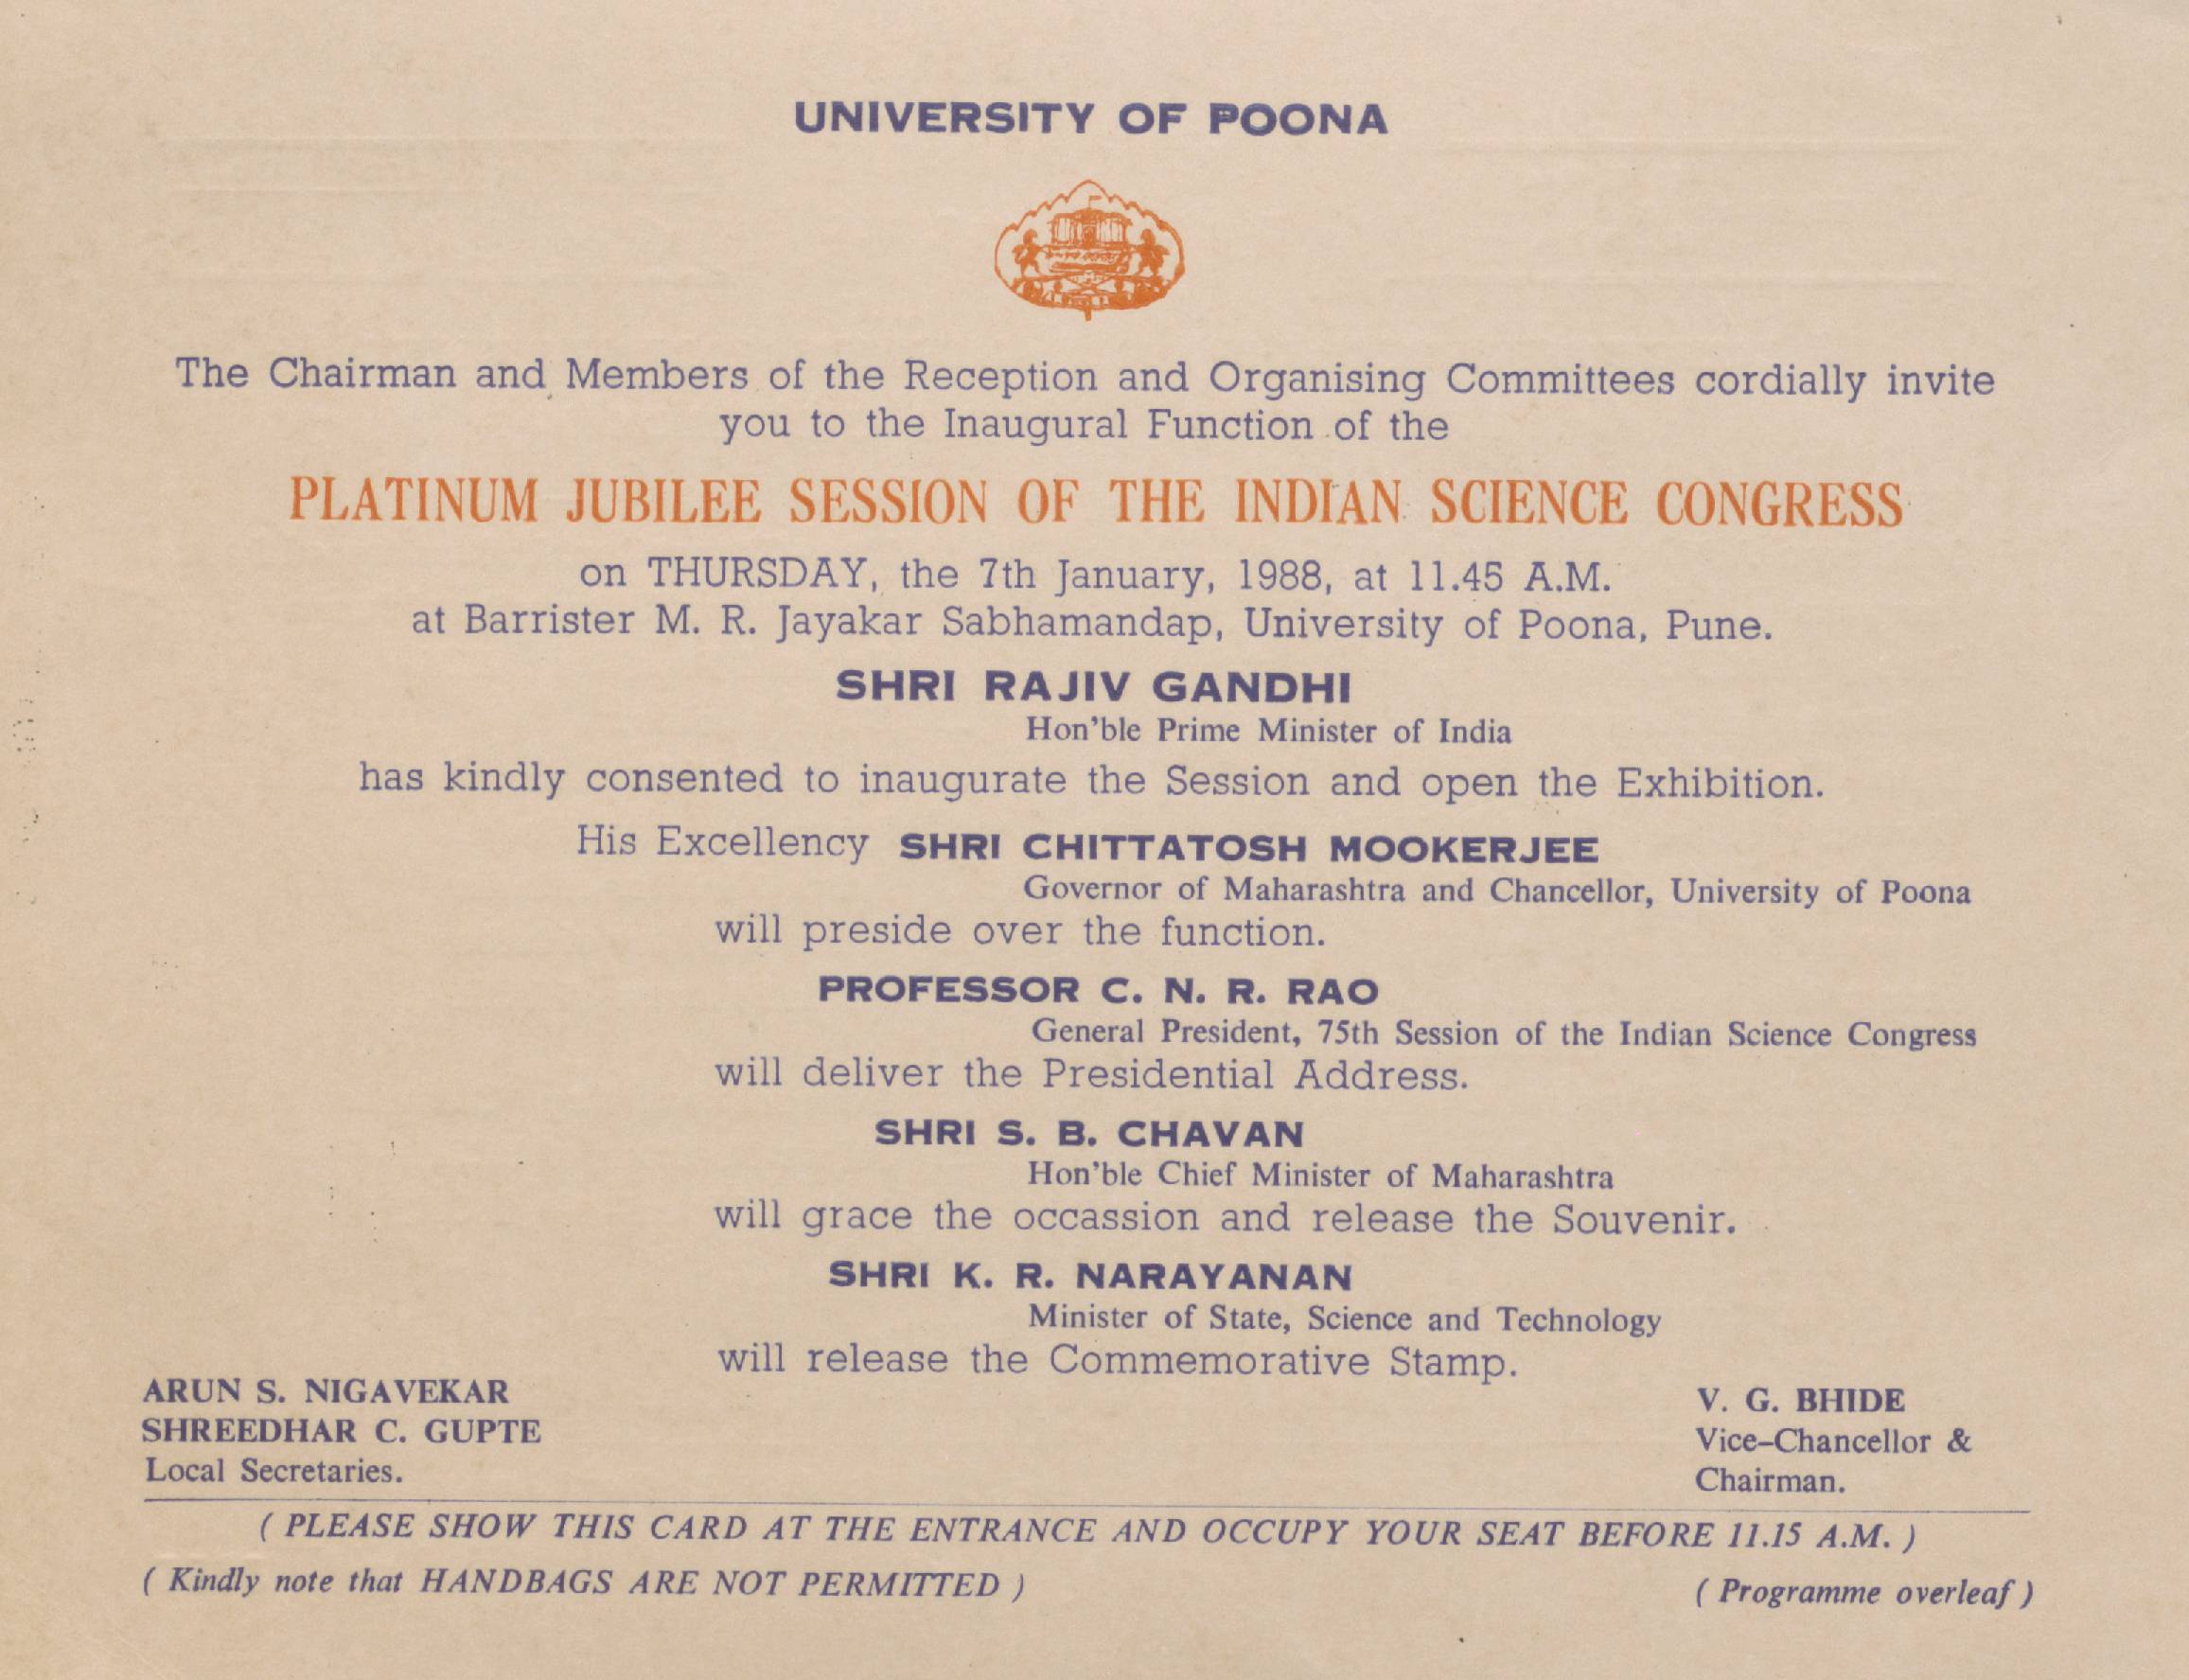 UNIVERSITY OF POONA
The Chairman and Members of the Reception and Organising Committees cordially invite
you to the Inaugural Function of the
PLATINUM JUBILEE SESSION OF THE INDIAN SCIENCE CONGRESS
on THURSDAY, the 7th January, 1988, at 11.45 A.M.
at Barrister M. R. Jayakar Sabhamandap, University of Poona, Pune.
SHRI RAJIV GANDHI
Hon'ble Prime Minister of India
has kindly consented to inaugurate the Session and open the Exhibition.
His Excellency SHRI CHITTATOSH MOOKERJEE
Governor of Maharashtra and Chancellor, University of Poona
will preside over the function.
PROFESSOR C. N. R. RAO
General President, 75th Session of the Indian Science Congress
will deliver the Presidential Address.
SHRI S. B. CHAVAN
Hon'ble Chief Minister of Maharashtra
will grace the occassion and release the Souvenir.
SHRI K. R. NARAYANAN
Minister of State, Science and Technology
will release the Commemorative Stamp.
ARUN S. NIGAVEKAR
SHREEDHAR C. GUPTE
Local Secretaries.
V. G. BHIDE
Vice-Chancellor &
Chairman.
( PLEASE SHOW THIS CARD AT THE ENTRANCE AND OCCUPY YOUR SEAT BEFORE 11.15 A.M. )
( Kindly note that HANDBAGS ARE NOT PERMITTED )
( Programme overleaf )